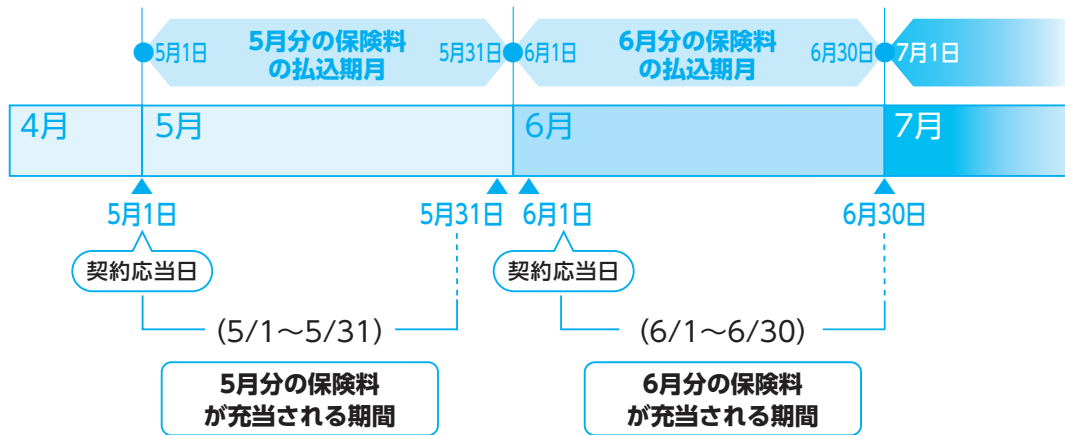 5月1日
5月分の保険料
の払込期月
5月31日
6月1日
6月分の保険料
の払込期月
6月30日
7月1日
4月
5月
6月
7月
5月1日
5月31日
6月1日
6月30日
契約応当日
契約応当日
(5/1～5/31)
(6/1～6/30)
5月分の保険料
が充当される期間
6月分の保険料
が充当される期間